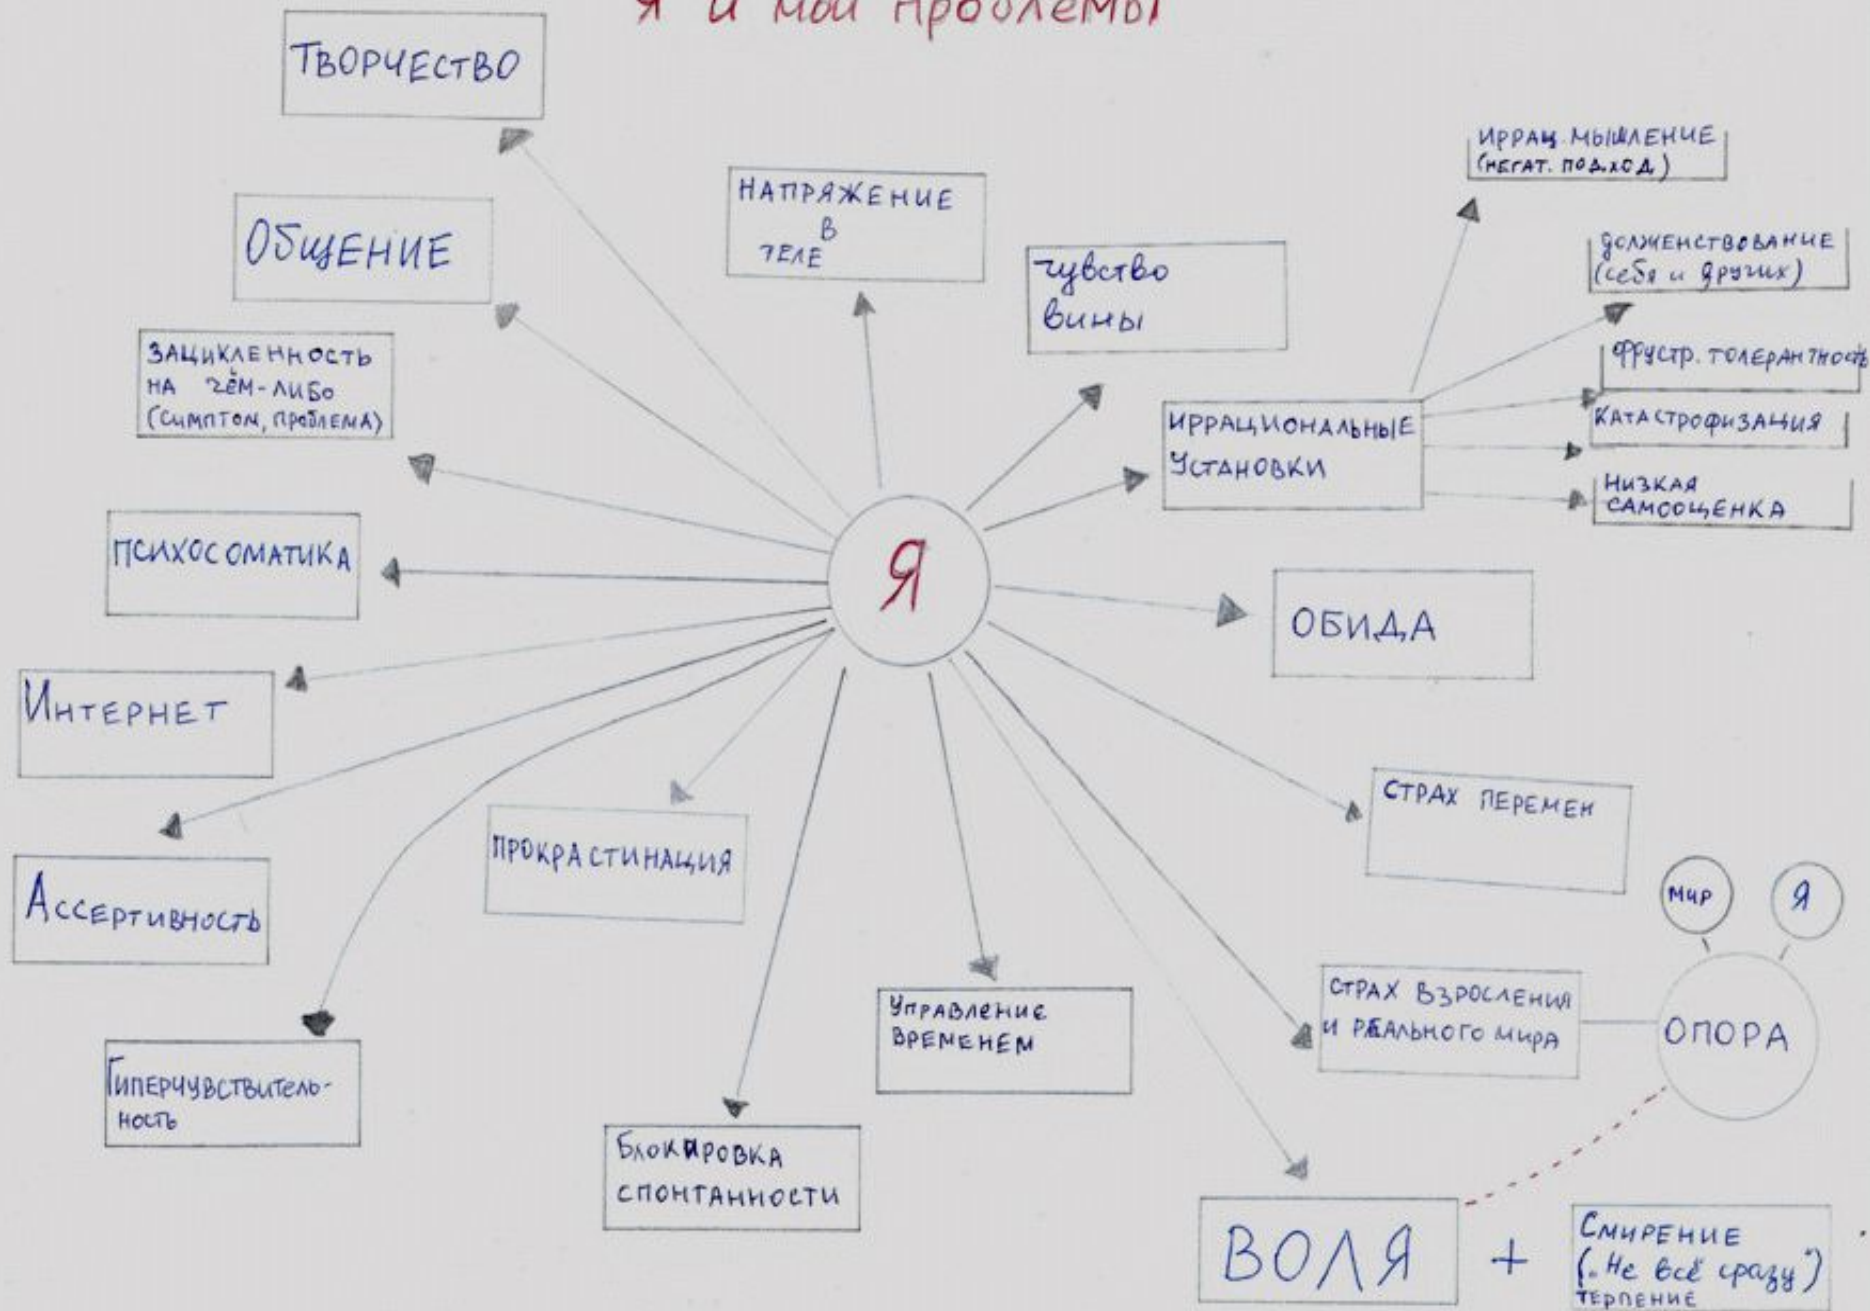 Я и мои проблемы
ТВОРЧЕСТВО
ОБЩЕНИЕ
НАПРЯЖЕНИЕ
В
ТЕЛЕ
чувство
вины
ИРРАЦ. МЫШЛЕНИЕ
(НЕГАТ. ПОДХОД)
ДОЛЖЕНСТВОВАНИЕ
(себя и других)
ФРУСТР. ТОЛЕРАНТНОСТЬ
КАТАСТРОФИЗАЦИЯ
НИЗКАЯ
САМООЦЕНКА
ИРРАЦИОНАЛЬНЫЕ
УСТАНОВКИ
ЗАЦИКЛЕННОСТЬ
НА ЧЁМ-ЛИБО
(СИМПТОМ, ПРОБЛЕМА)
ПСИХОСОМАТИКА
Я
ОБИДА
ИНТЕРНЕТ
АССЕРТИВНОСТЬ
ПРОКРАСТИНАЦИЯ
СТРАХ ПЕРЕМЕН
МИР
Я
ОПОРА
СТРАХ ВЗРОСЛЕНИЯ
И РЕАЛЬНОГО МИРА
УПРАВЛЕНИЕ
ВРЕМЕНЕМ
ГИПЕРЧУВСТВИТЕЛЬ-
НОСТЬ
БЛОКИРОВКА
СПОНТАННОСТИ
ВОЛЯ + СМИРЕНИЕ
(„Не всё сразу")
ТЕРПЕНИЕ